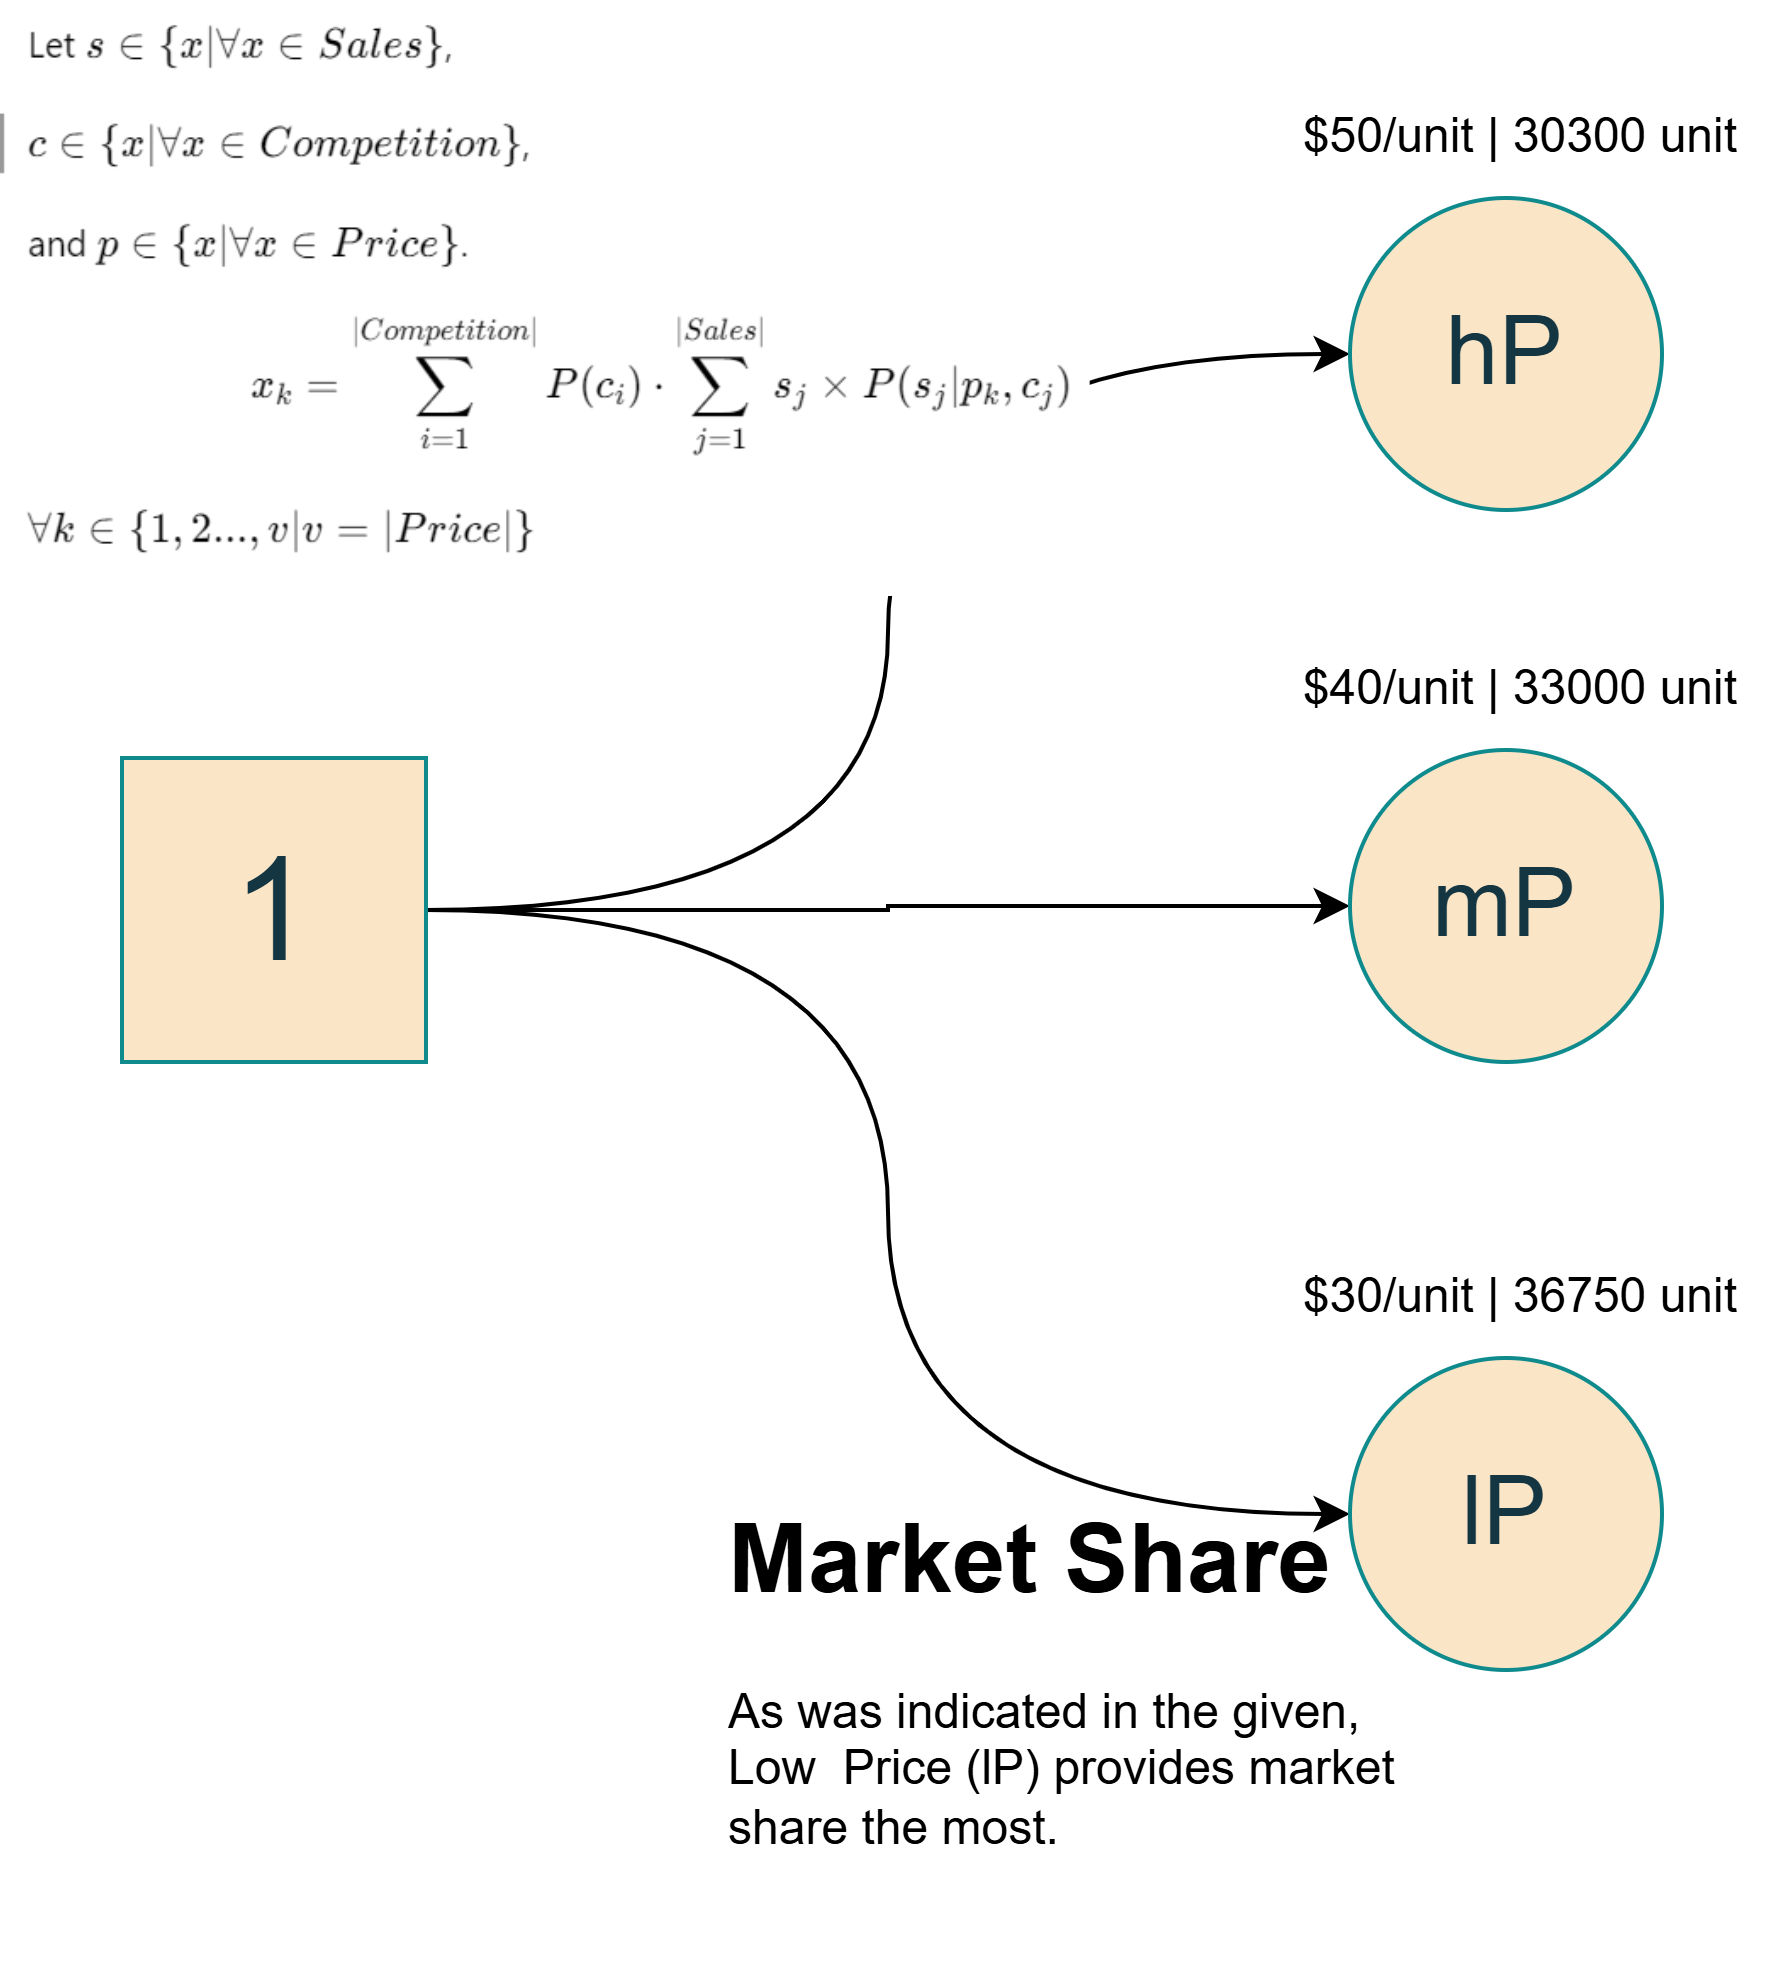 Let s ∈ {x|∀x ∈ Sales},
c ∈ {x|∀x ∈ Competition},
and p ∈ {x|∀x ∈ Price}.
x_k = \sum_{i=1}^{|Competition|} P(c_i) · \sum_{j=1}^{|Sales|} s_j × P(s_j|p_k, c_j)
∀k ∈ {1, 2..., v|v = |Price|}
$50/unit | 30300 unit
hP
$40/unit | 33000 unit
1
mP
$30/unit | 36750 unit
lP
Market Share
As was indicated in the given,
Low  Price (lP) provides market
share the most.